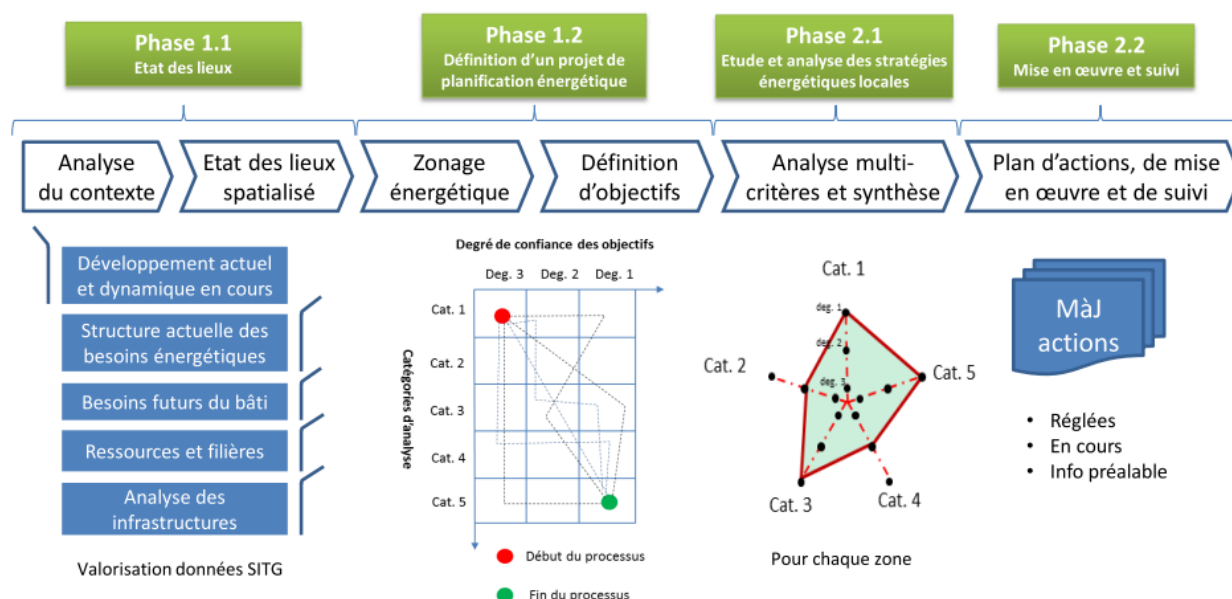 Phase 1.1
Etat des lieux
Phase 1.2
Définition d'un projet de
planification énergétique
Phase 2.1
Etude et analyse des stratégies
énergétiques locales
Phase 2.2
Mise en œuvre et suivi
Analyse
du contexte
Etat des lieux
spatialisé
Zonage
énergétique
Définition
d'objectifs
Analyse multi-
critères et synthèse
Plan d'actions, de mise
en œuvre et de suivi
Développement actuel
et dynamique en cours
Structure actuelle des
besoins énergétiques
Besoins futurs du bâti
Ressources et filières
Analyse des
infrastructures
Valorisation données SITG
Degré de confiance des objectifs
Deg. 3 Deg. 2 Deg. 1
Catégories d'analyse
Cat. 1
Cat. 2
Cat. 3
Cat. 4
Cat. 5
Début du processus
Fin du processus
Cat. 1
deg. 1
deg. 2
deg. 3
Cat. 2
Cat. 5
Cat. 3
Cat. 4
Pour chaque zone
MàJ
actions
• Réglées
• En cours
• Info préalable